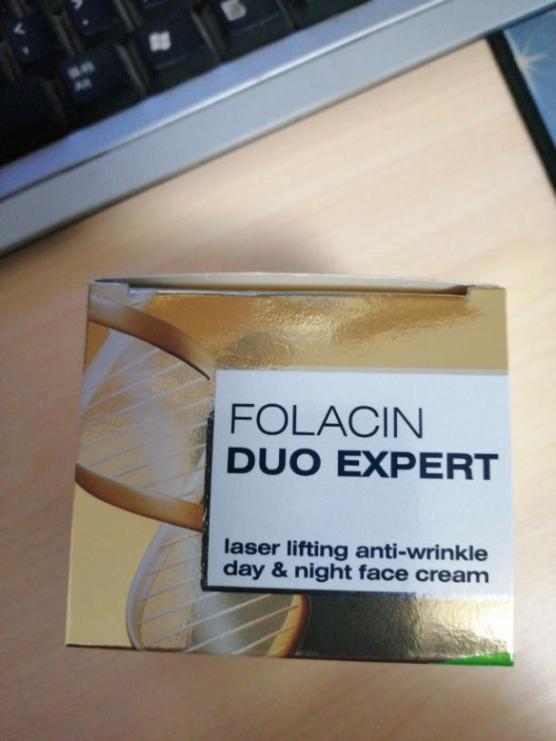 FOLACIN
DUO EXPERT
laser lifting anti-wrinkle
day & night face cream